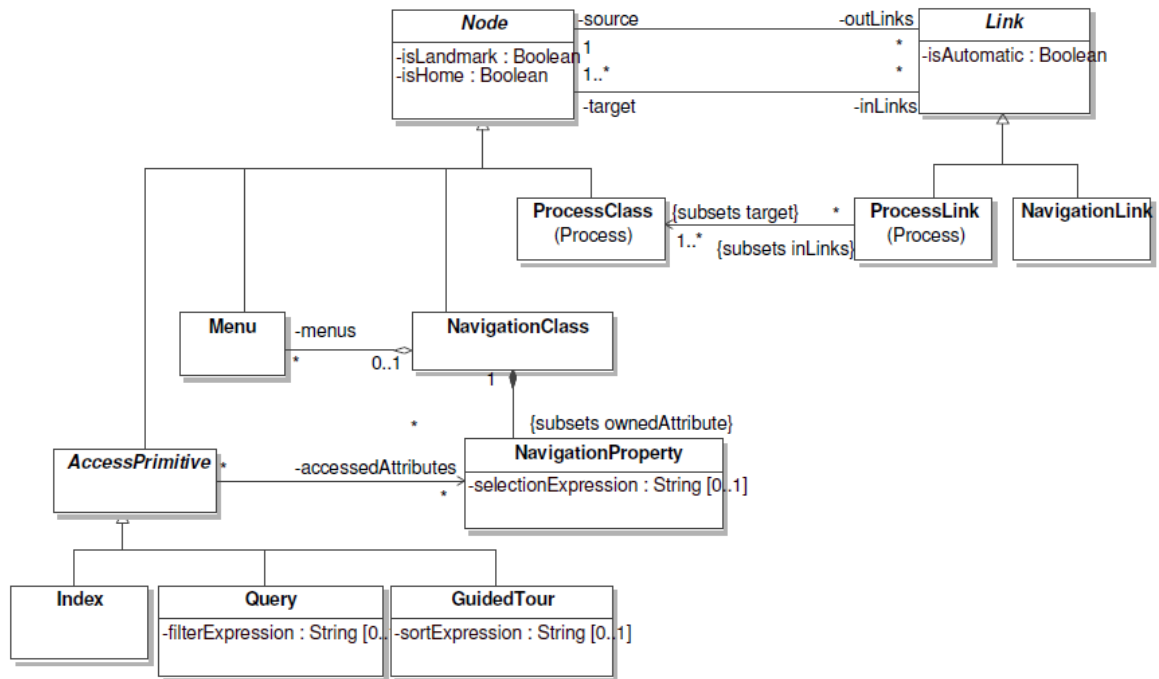 Node
-isLandmark : Boolean
-isHome : Boolean
-source
1
1..*
-target
-outLinks
*
*
-inLinks
Link
-isAutomatic : Boolean
ProcessClass
(Process)
{subsets target}
*
1..*
{subsets inLinks}
ProcessLink
(Process)
NavigationLink
Menu
-menus
*
0..1
NavigationClass
1
*
{subsets ownedAttribute}
AccessPrimitive
*
-accessedAttributes
*
NavigationProperty
-selectionExpression : String [0..1]
Index
Query
-filterExpression : String [0..
GuidedTour
-sortExpression : String [0..1]